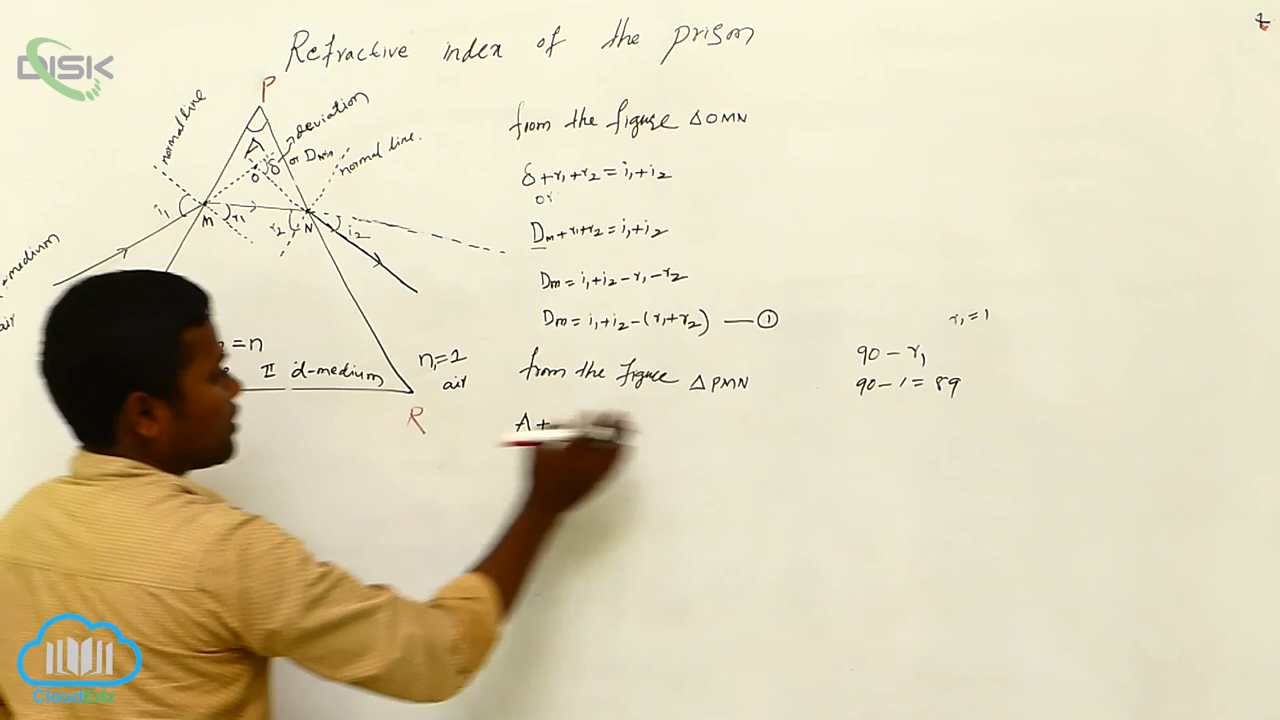 DISK
Refractive index of the prism
P
normal line
deviation
A
δ
or Dmin
normal line.
O
i₁
M
r₁
r₂
N
i₂
medium
air
=n
II d-medium
n₁=1
air
R
from the figure △OMN
δ+r₁+r₂=i₁+i₂
or
Dm+r₁+r₂=i₁+i₂
Dm=i₁+i₂-r₁-r₂
Dm=i₁+i₂-(r₁+r₂) — ①
from the figure △PMN
A+
r₁=1
90-r₁
90-1=89
CloudEdz